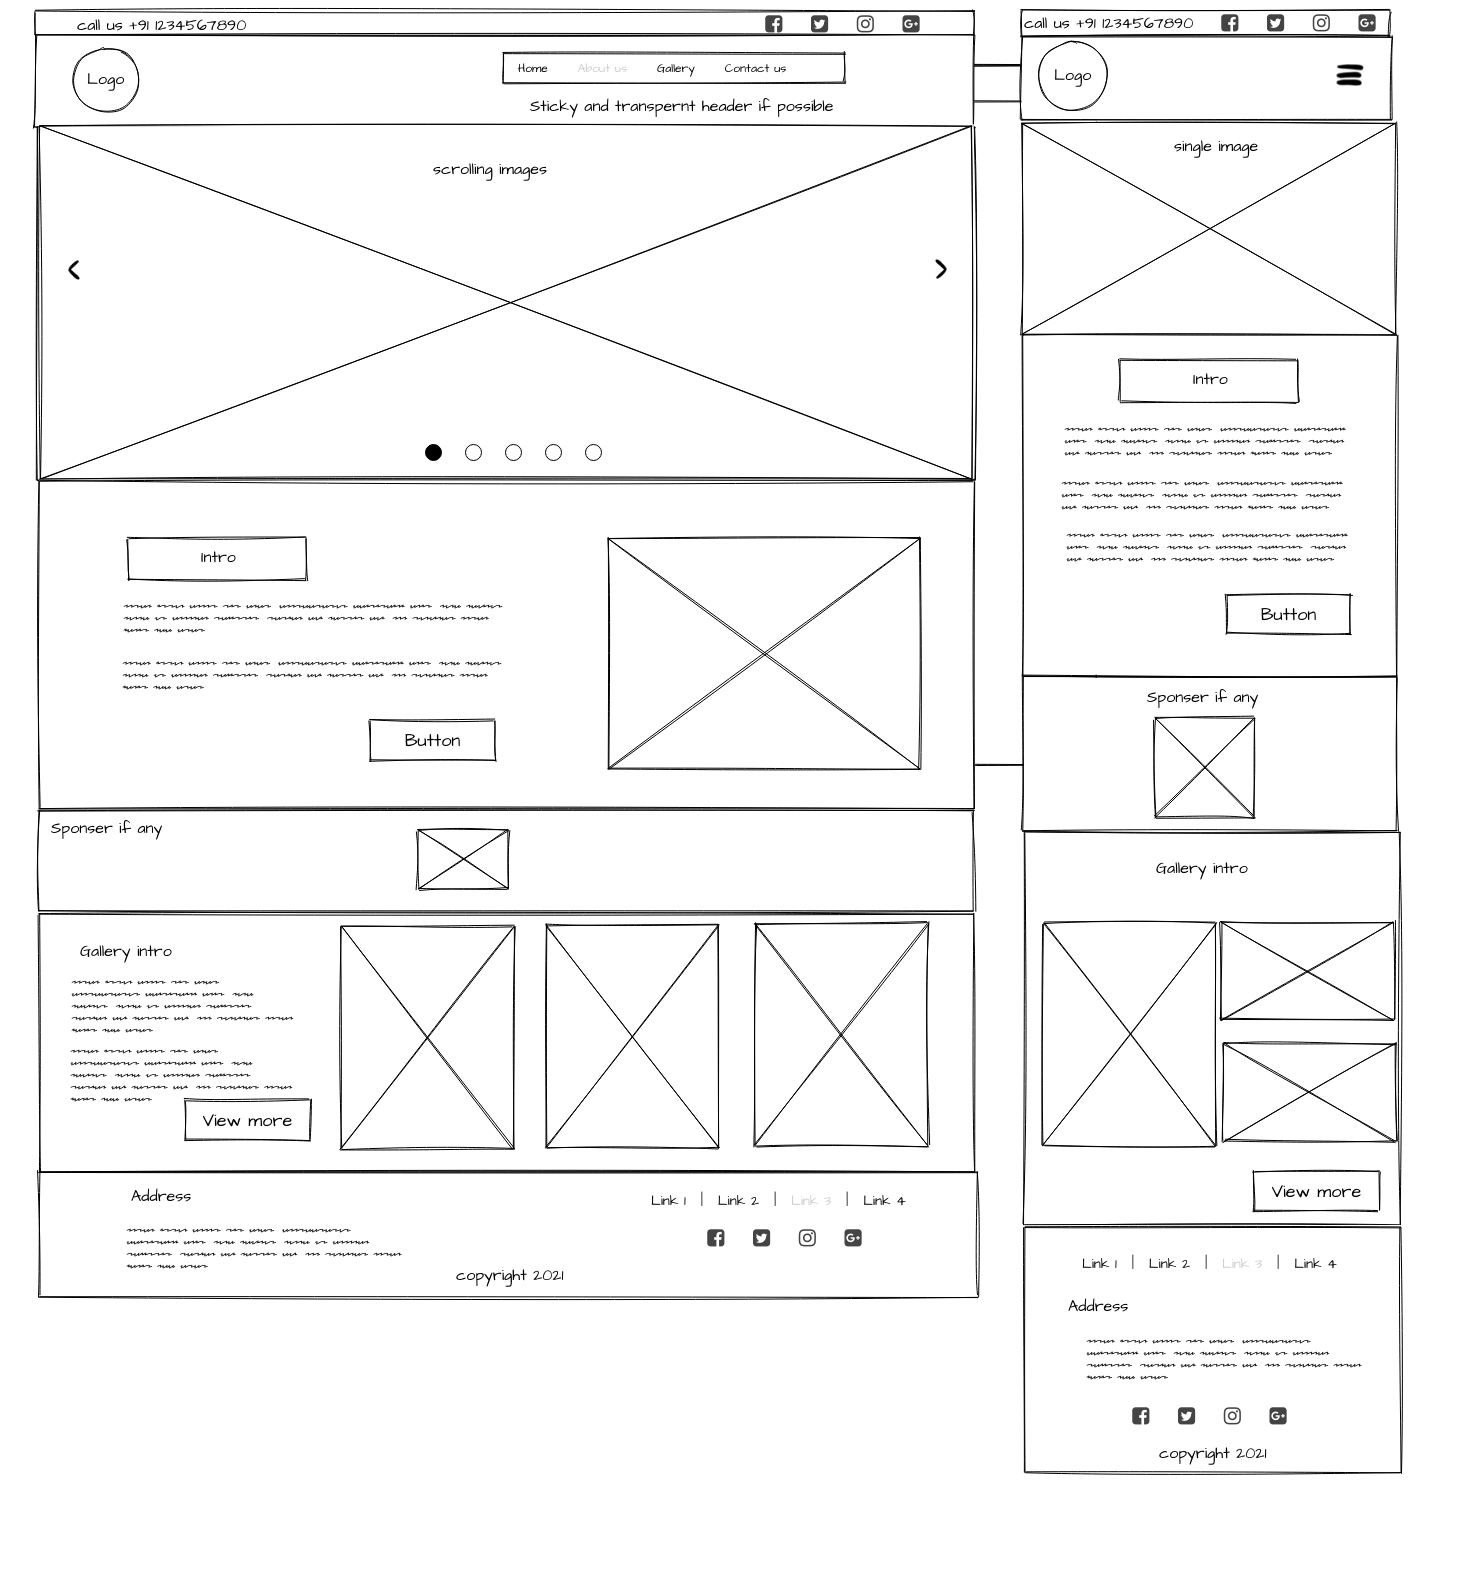 call us +91 1234567890
Logo
Home About us Gallery Contact us
Sticky and transpernt header if possible
scrolling images
Intro
Button
Sponser if any
Gallery intro
View more
Address
Link 1 | Link 2 | Link 3 | Link 4
copyright 2021
call us +91 1234567890
Logo
single image
Intro
Button
Sponser if any
Gallery intro
View more
Link 1 | Link 2 | Link 3 | Link 4
Address
copyright 2021